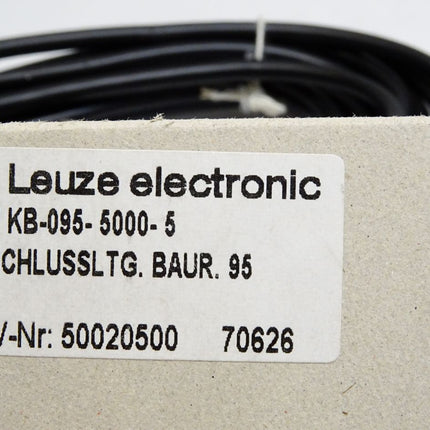 Leuze electronic
KB-095- 5000- 5
CHLUSSLTG. BAUR. 95
V-Nr: 50020500 70626